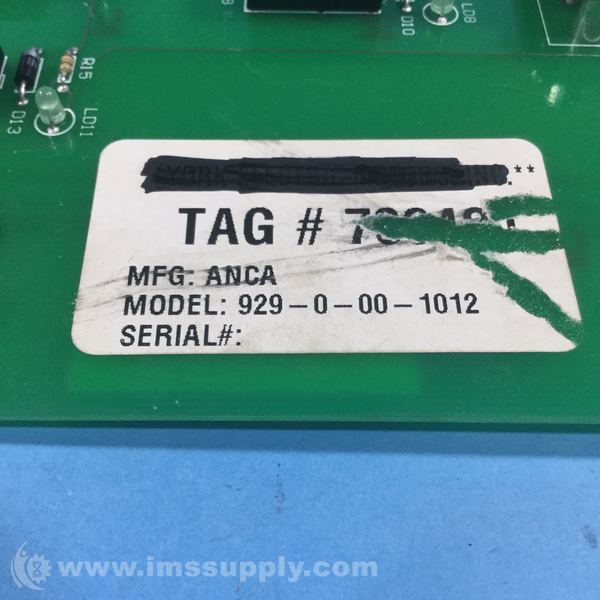 LD8
D10
R15
LD11
D13
**
TAG #
MFG: ANCA
MODEL: 929-0-00-1012
SERIAL#:
www.imssupply.com